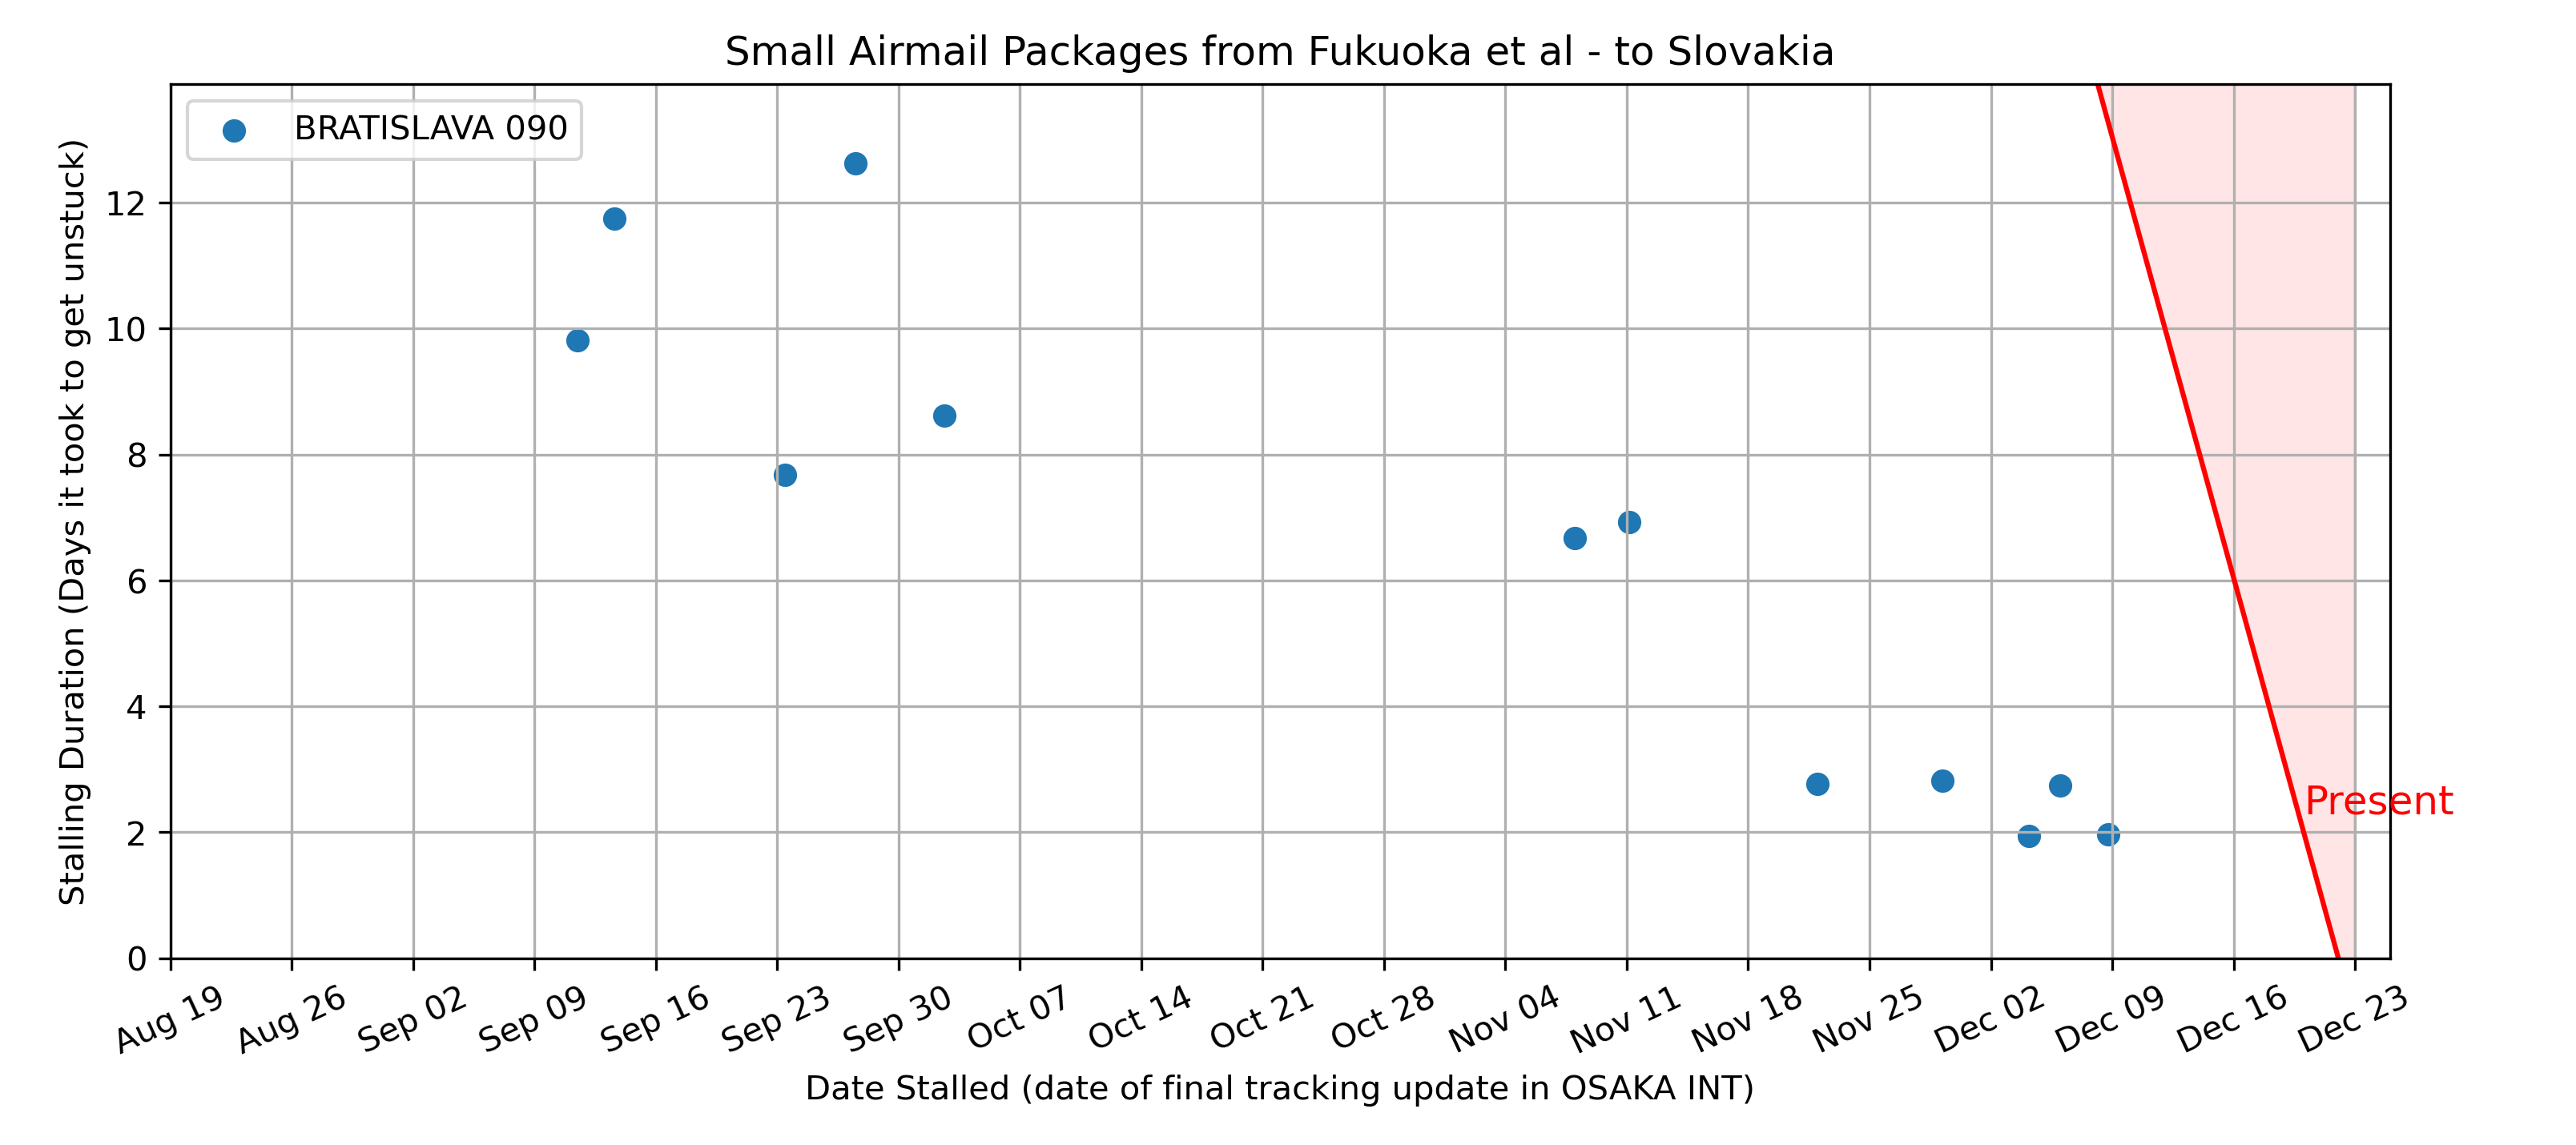 Small Airmail Packages from Fukuoka et al - to Slovakia
BRATISLAVA 090
Stalling Duration (Days it took to get unstuck)
12
10
8
6
4
2
0
Present
Aug 19
Aug 26
Sep 02
Sep 09
Sep 16
Sep 23
Sep 30
Oct 07
Oct 14
Oct 21
Oct 28
Nov 04
Nov 11
Nov 18
Nov 25
Dec 02
Dec 09
Dec 16
Dec 23
Date Stalled (date of final tracking update in OSAKA INT)